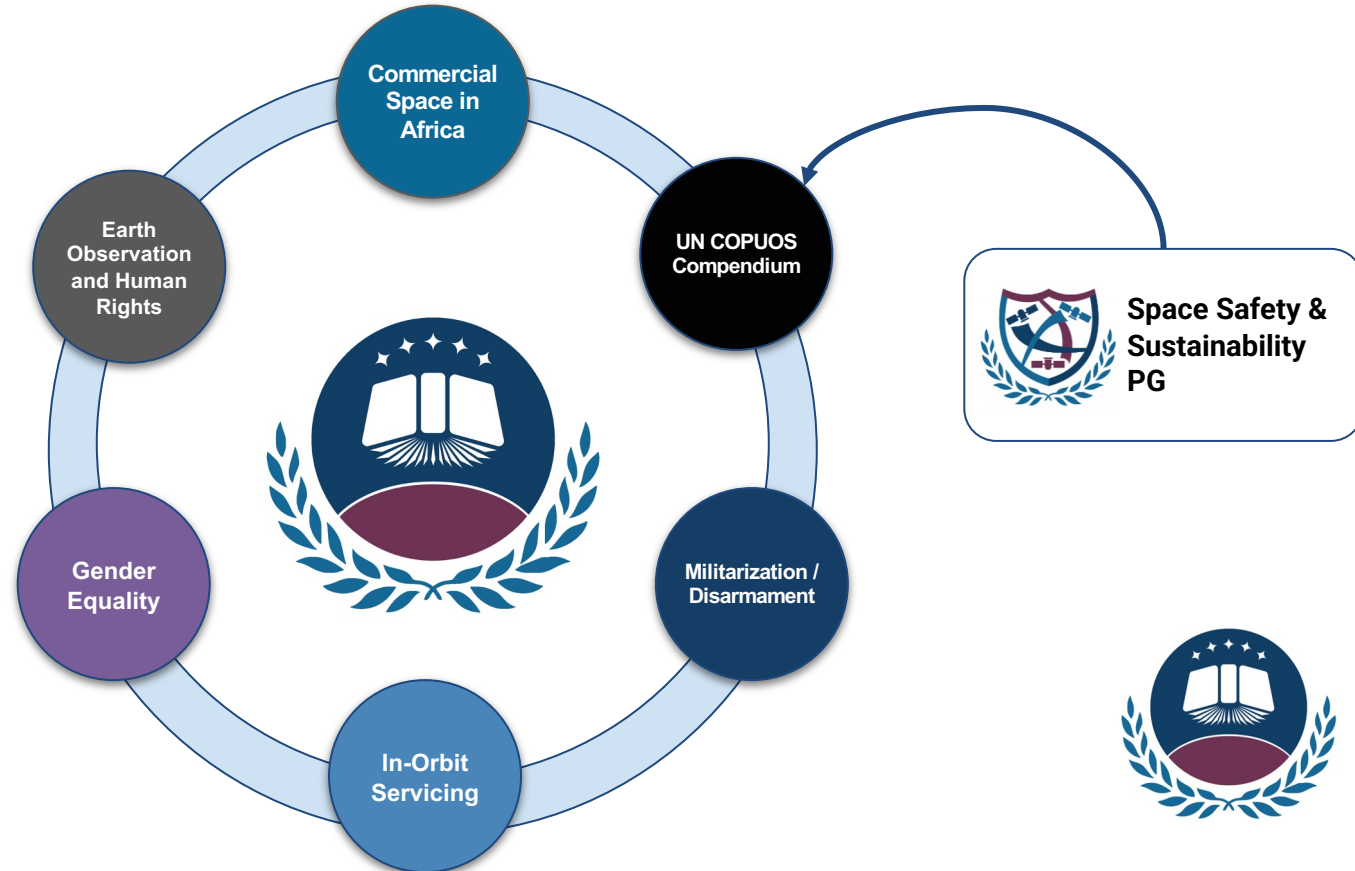 Commercial
Space in
Africa
UN COPUOS
Compendium
Space Safety &
Sustainability
PG
Militarization /
Disarmament
In-Orbit
Servicing
Gender
Equality
Earth
Observation
and Human
Rights